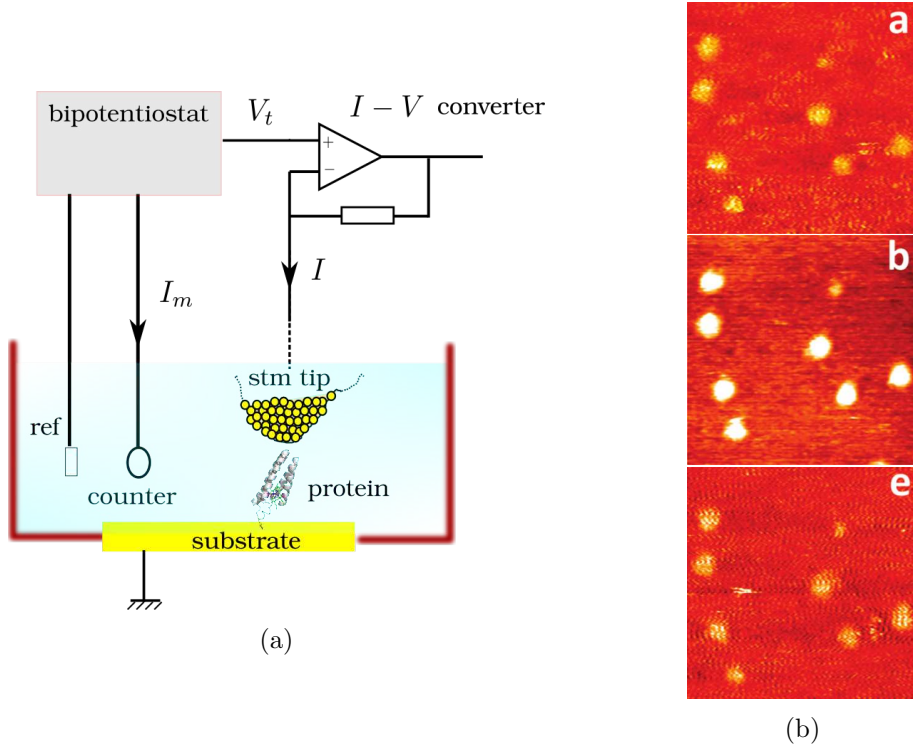 bipotentiostat
V_t
I − V converter
+
−
I
I_m
stm tip
ref
counter
protein
substrate
(a)
a
b
e
(b)